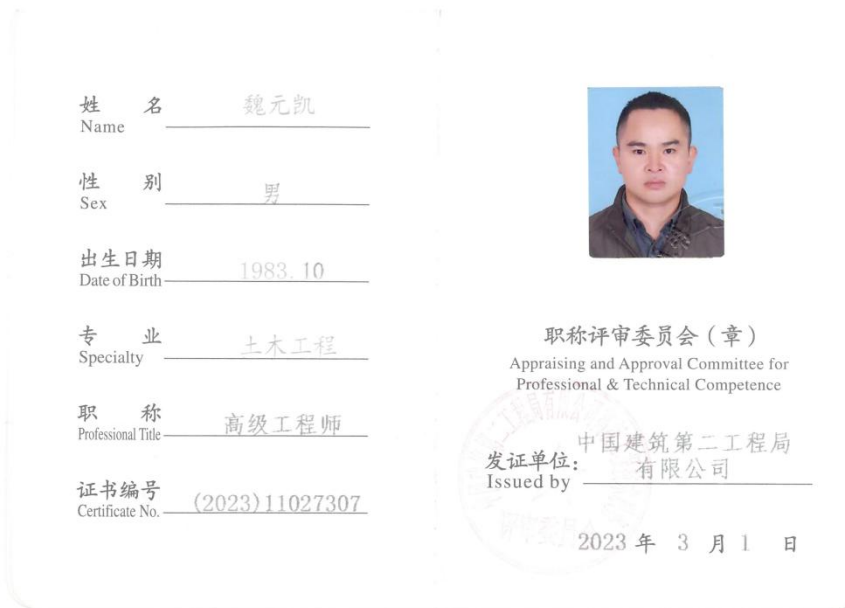 姓 名 魏元凯
Name
性 别 男
Sex
出生日期 1983.10
Date of Birth
专 业 土木工程
Specialty
职 称 高级工程师
Professional Title
证书编号 (2023)11027307
Certificate No.
职称评审委员会（章）
Appraising and Approval Committee for
Professional & Technical Competence
中国建筑第二工程局
发证单位： 有限公司
Issued by
2023 年 3 月 1 日